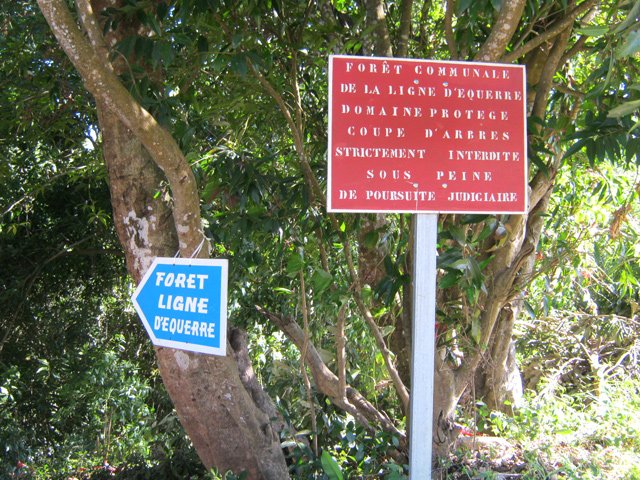 FORÊT COMMUNALE
DE LA LIGNE D'EQUERRE
DOMAINE PROTEGE
COUPE D'ARBRES
STRICTEMENT INTERDITE
SOUS PEINE
DE POURSUITE JUDICIAIRE
FORÊT
LIGNE
D'EQUERRE